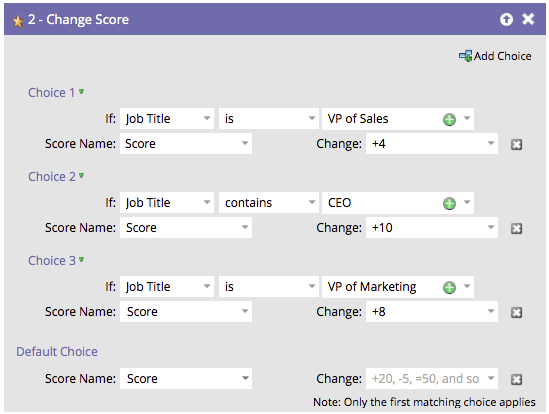 2 - Change Score
Add Choice
Choice 1
If: Job Title is VP of Sales
Score Name: Score Change: +4
Choice 2
If: Job Title contains CEO
Score Name: Score Change: +10
Choice 3
If: Job Title is VP of Marketing
Score Name: Score Change: +8
Default Choice
Score Name: Score Change: +20, -5, =50, and so
Note: Only the first matching choice applies